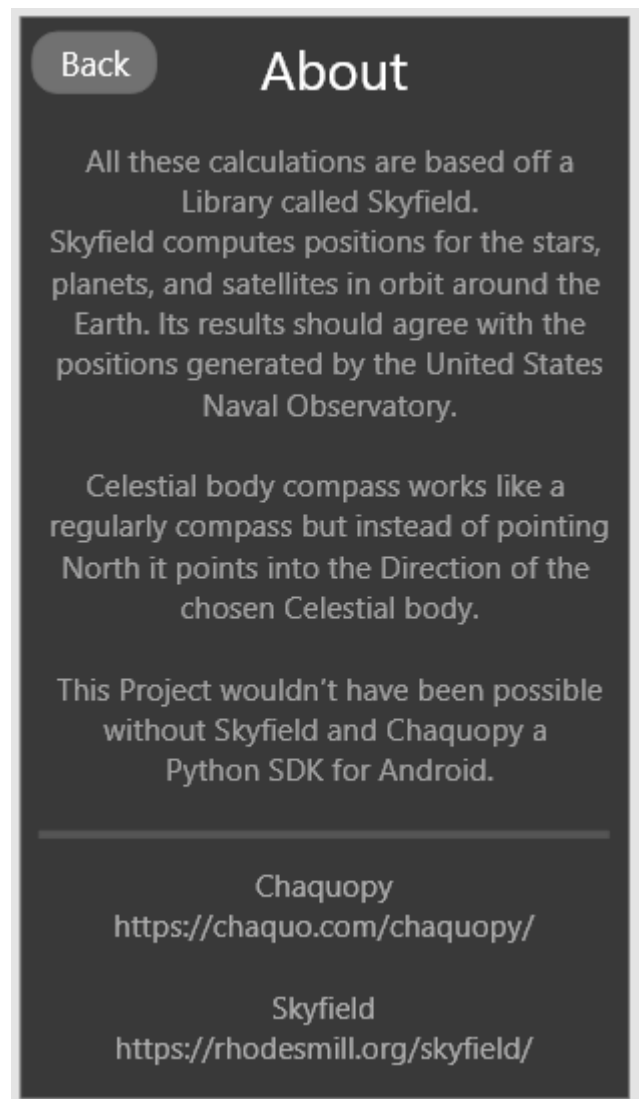 Back
About
All these calculations are based off a
Library called Skyfield.
Skyfield computes positions for the stars,
planets, and satellites in orbit around the
Earth. Its results should agree with the
positions generated by the United States
Naval Observatory.
Celestial body compass works like a
regularly compass but instead of pointing
North it points into the Direction of the
chosen Celestial body.
This Project wouldn't have been possible
without Skyfield and Chaquopy a
Python SDK for Android.
Chaquopy
https://chaquo.com/chaquopy/
Skyfield
https://rhodesmill.org/skyfield/